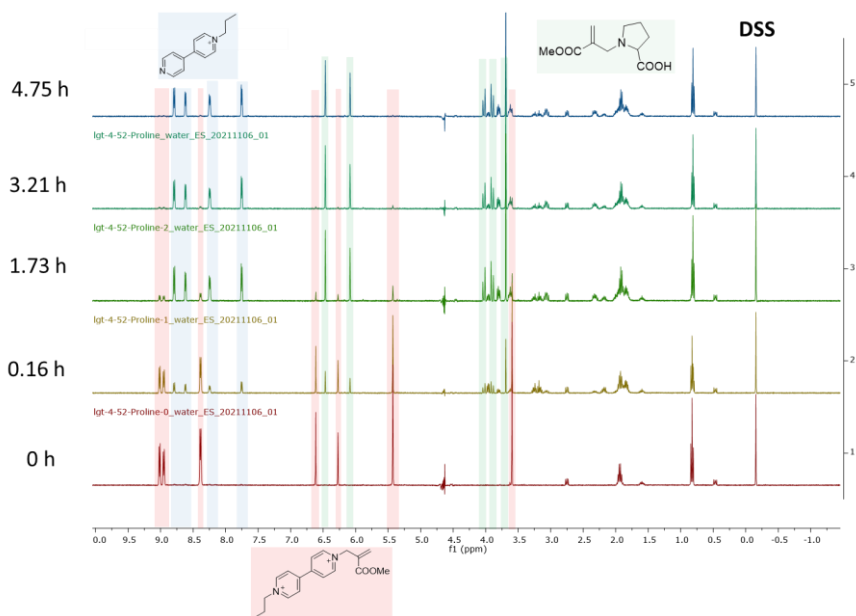 N
N
+
MeOOC
N
COOH
DSS
4.75 h
5
lgt-4-52-Proline_water_ES_20211106_01
3.21 h
4
lgt-4-52-Proline-2_water_ES_20211106_01
1.73 h
3
lgt-4-52-Proline-1_water_ES_20211106_01
0.16 h
2
lgt-4-52-Proline-0_water_ES_20211106_01
0 h
1
9.0 8.5 8.0 7.5 7.0 6.5 6.0 5.5 5.0 4.5 4.0 3.5 3.0 2.5 2.0 1.5 1.0 0.5 0.0 -0.5 -1.0
f1 (ppm)
N
+
COOMe
N
+